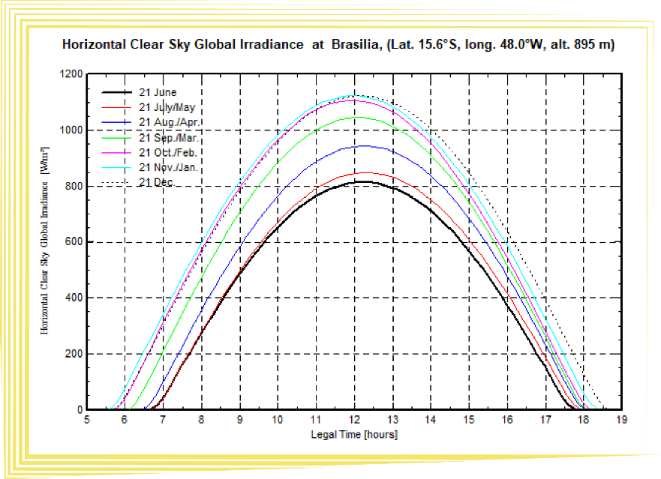 Horizontal Clear Sky Global Irradiance at Brasilia, (Lat. 15.6°S, long. 48.0°W, alt. 895 m)
1200
1000
800
600
400
200
0
Horizontal Clear Sky Global Irradiance [W/m²]
21 June
21 July/May
21 Aug./Apr.
21 Sep./Mar.
21 Oct./Feb.
21 Nov./Jan.
21 Dec.
5 6 7 8 9 10 11 12 13 14 15 16 17 18 19
Legal Time [hours]